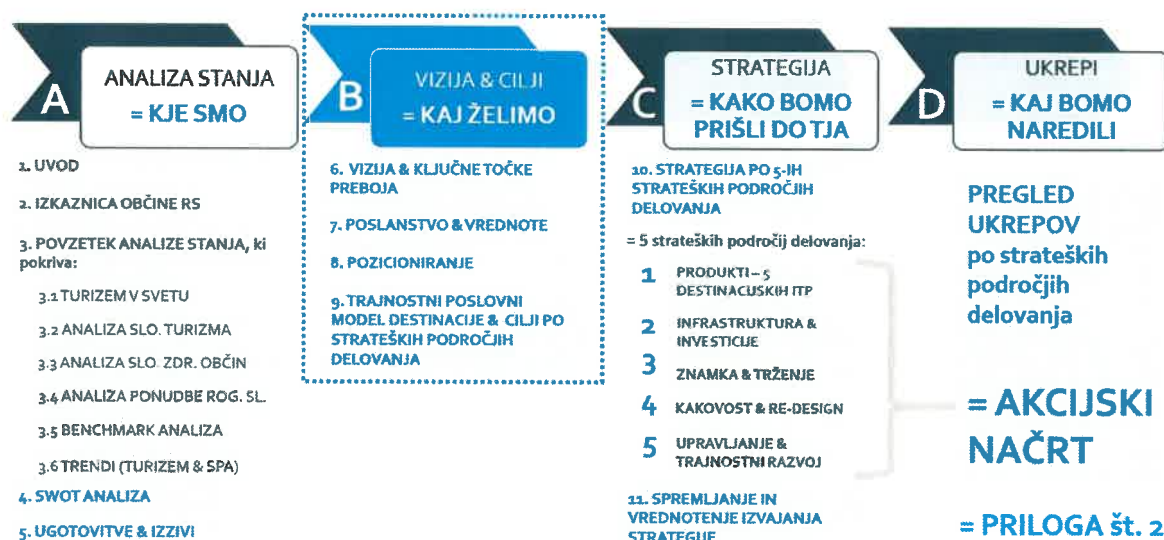 A
ANALIZA STANJA
= KJE SMO
1. UVOD
2. IZKAZNICA OBČINE RS
3. POVZETEK ANALIZE STANJA, ki
pokriva:
3.1 TURIZEM V SVETU
3.2 ANALIZA SLO. TURIZMA
3.3 ANALIZA SLO. ZDR. OBČIN
3.4 ANALIZA PONUDBE ROG. SL.
3.5 BENCHMARK ANALIZA
3.6 TRENDI (TURIZEM & SPA)
4. SWOT ANALIZA
5. UGOTOVITVE & IZZIVI
B
VIZIJA & CILJI
= KAJ ŽELIMO
6. VIZIJA & KLJUČNE TOČKE
PREBOJA
7. POSLANSTVO & VREDNOTE
8. POZICIONIRANJE
9. TRAJNOSTNI POSLOVNI
MODEL DESTINACIJE & CILJI PO
STRATEŠKIH PODROČJIH
DELOVANJA
C
STRATEGIJA
= KAKO BOMO
PRIŠLI DO TJA
10. STRATEGIJA PO 5-IH
STRATEŠKIH PODROČJIH
DELOVANJA
= 5 strateških področij delovanja:
1 PRODUKTI – 5
DESTINACIJSKIH ITP
2 INFRASTRUKTURA &
INVESTICIJE
3 ZNAMKA & TRŽENJE
4 KAKOVOST & RE-DESIGN
5 UPRAVLJANJE &
TRAJNOSTNI RAZVOJ
11. SPREMLJANJE IN
VREDNOTENJE IZVAJANJA
STRATEGIJE
D
UKREPI
= KAJ BOMO
NAREDILI
PREGLED
UKREPOV
po strateških
področjih
delovanja
= AKCIJSKI
NAČRT
= PRILOGA št. 2